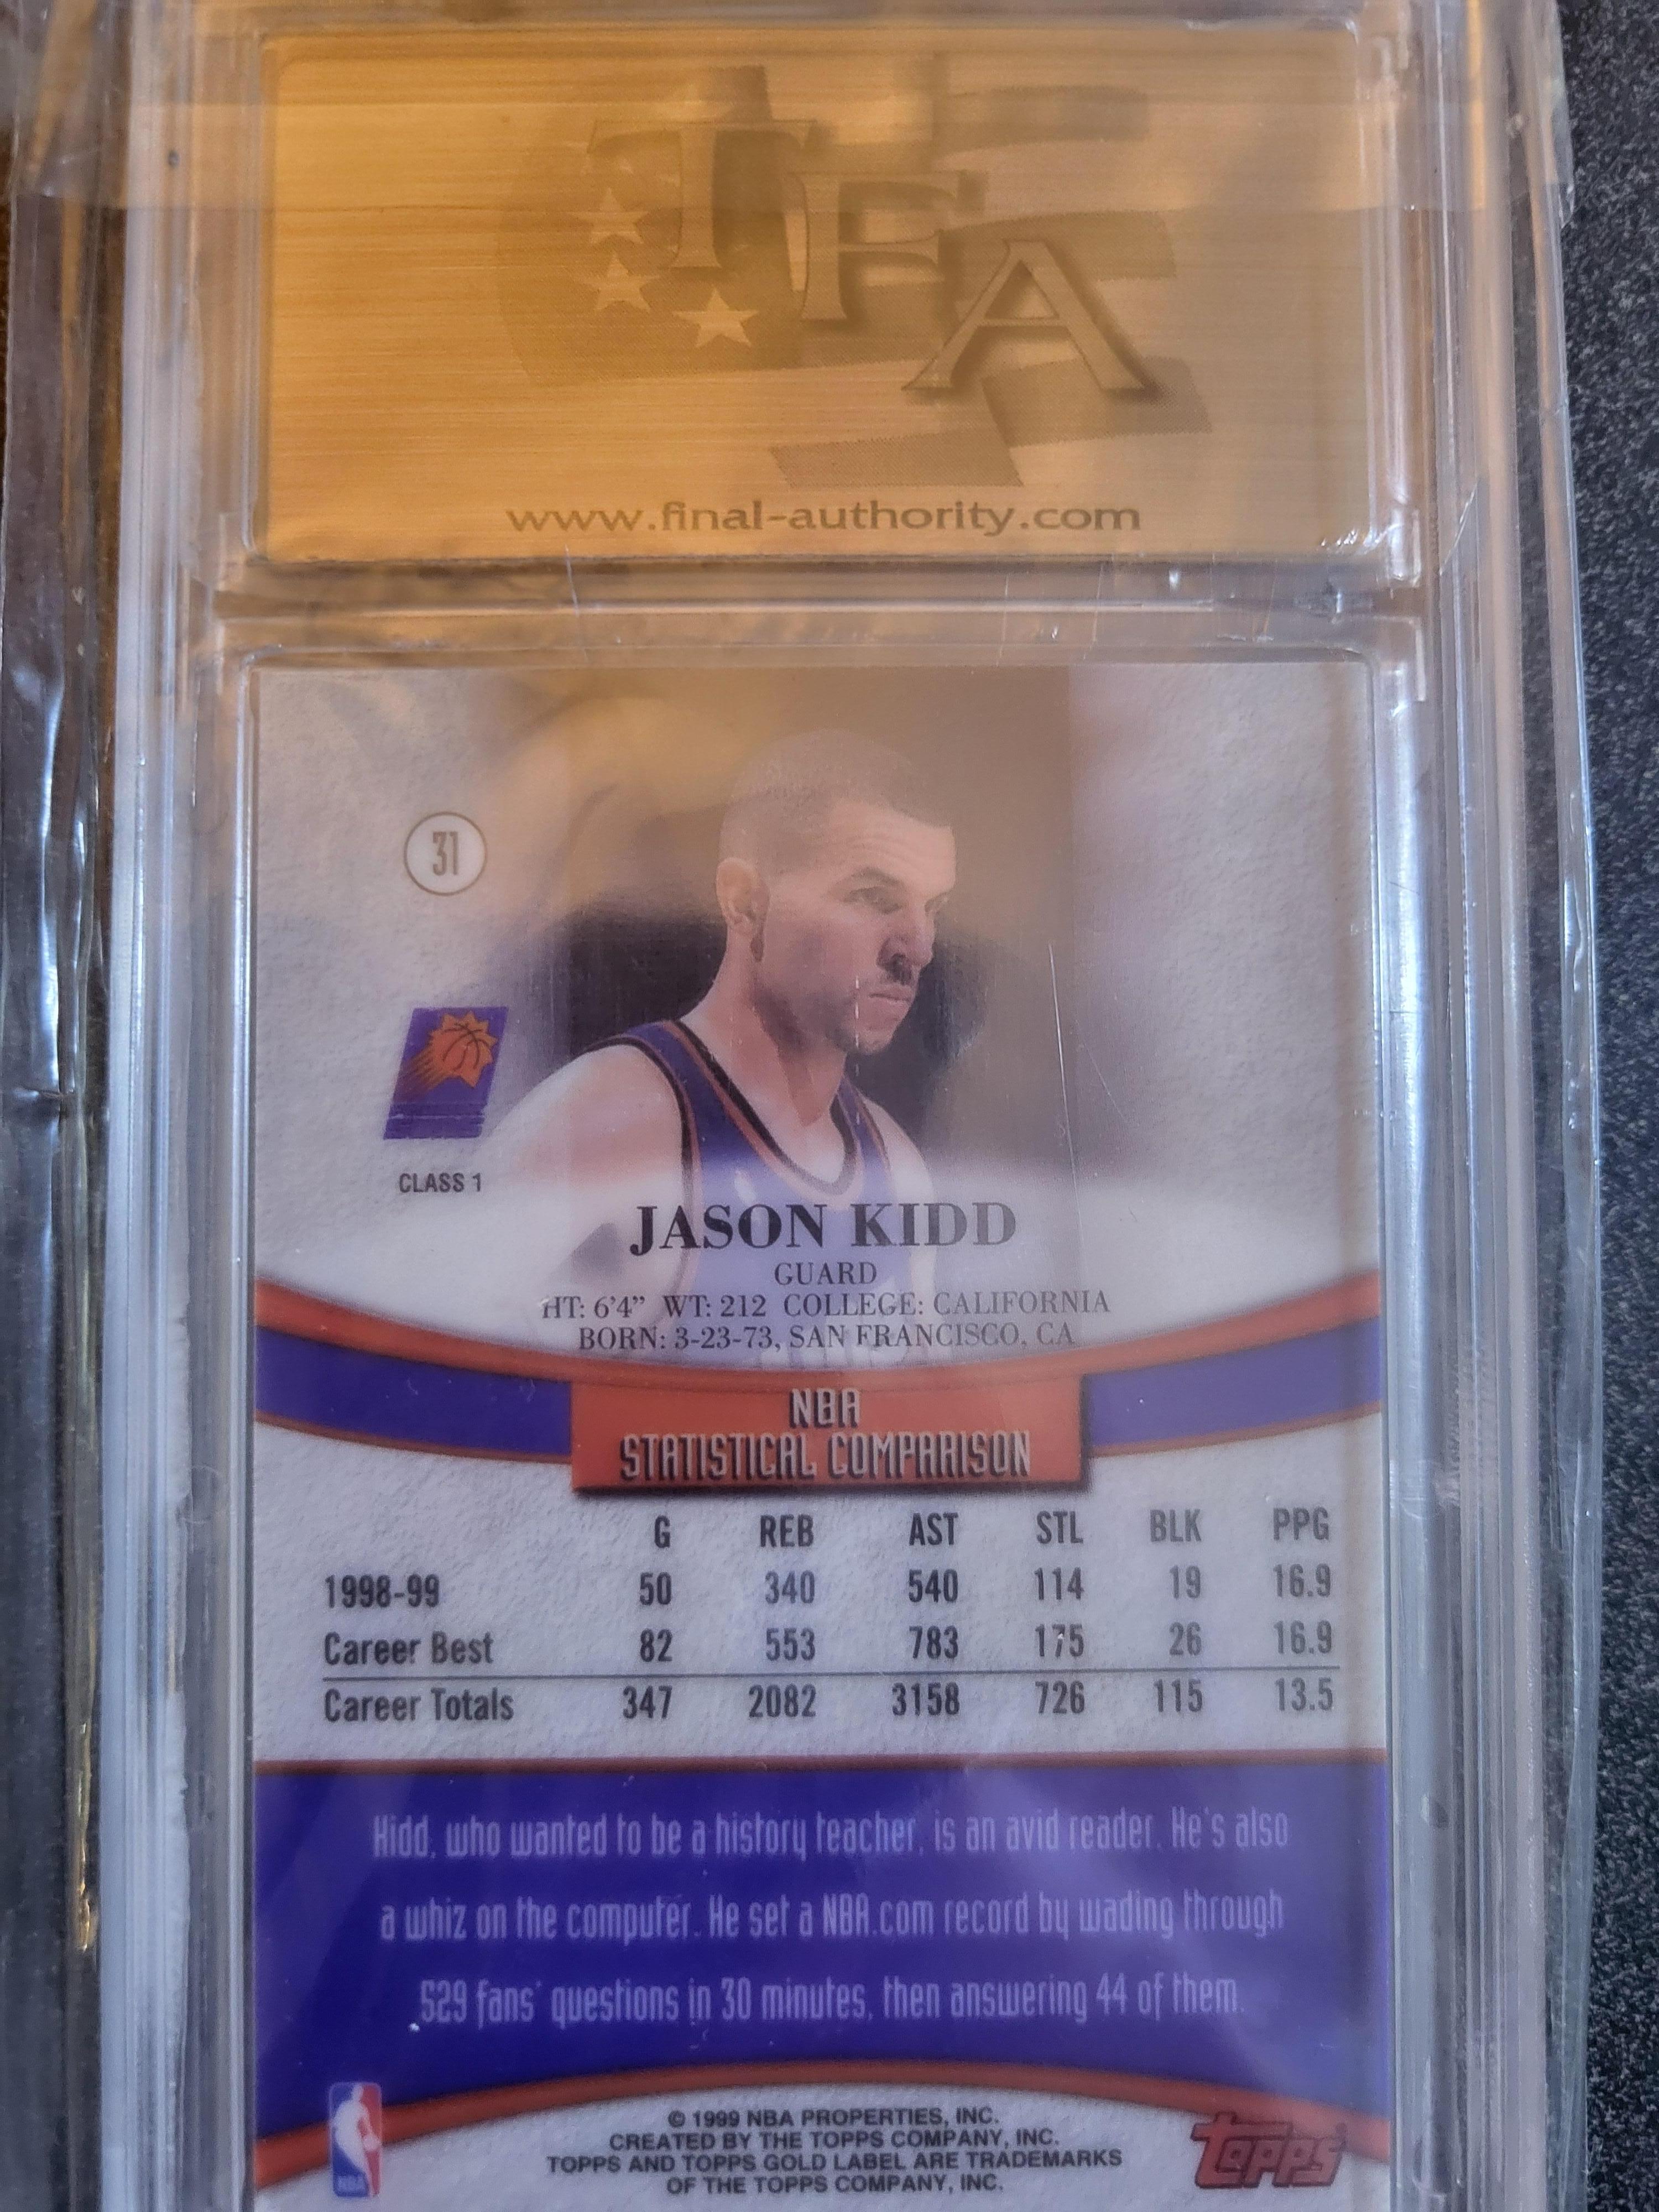 TFA
www.final-authority.com
31
CLASS 1
JASON KIDD
GUARD
HT: 6'4" WT: 212 COLLEGE: CALIFORNIA
BORN: 3-23-73, SAN FRANCISCO, CA
NBA
STATISTICAL COMPARISON
G REB AST STL BLK PPG
1998-99 50 340 540 114 19 16.9
Career Best 82 553 783 175 26 16.9
Career Totals 347 2082 3158 726 115 13.5
Kidd, who wanted to be a history teacher, is an avid reader. He's also
a whiz on the computer. He set a NBA.com record by wading through
529 fans' questions in 30 minutes, then answering 44 of them.
NBA
© 1999 NBA PROPERTIES, INC.
CREATED BY THE TOPPS COMPANY, INC.
TOPPS AND TOPPS GOLD LABEL ARE TRADEMARKS
OF THE TOPPS COMPANY, INC.
Topps